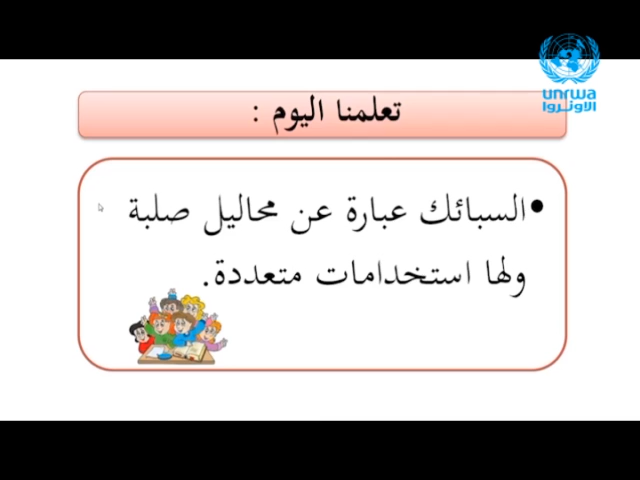 unrwa
الاونروا
تعلمنا اليوم :
•السبائك عبارة عن محاليل صلبة
ولها استخدامات متعددة.